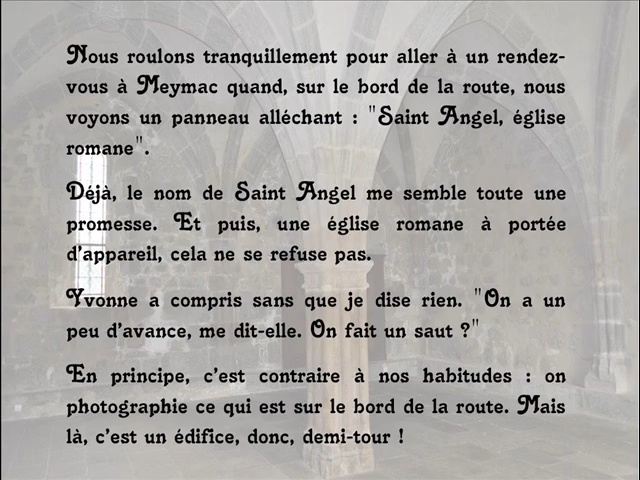 Nous roulons tranquillement pour aller à un rendez-
vous à Meymac quand, sur le bord de la route, nous
voyons un panneau alléchant : "Saint Angel, église
romane".
Déjà, le nom de Saint Angel me semble toute une
promesse. Et puis, une église romane à portée
d'appareil, cela ne se refuse pas.
Yvonne a compris sans que je dise rien. "On a un
peu d'avance, me dit-elle. On fait un saut ?"
En principe, c'est contraire à nos habitudes : on
photographie ce qui est sur le bord de la route. Mais
là, c'est un édifice, donc, demi-tour !